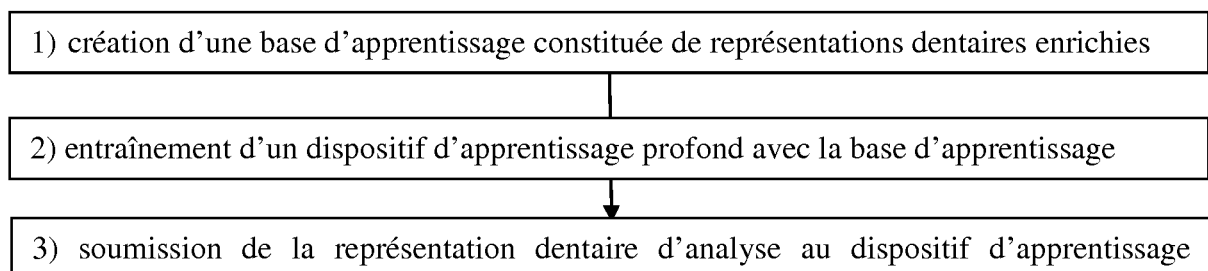 1) création d’une base d’apprentissage constituée de représentations dentaires enrichies
2) entraînement d’un dispositif d’apprentissage profond avec la base d’apprentissage
3) soumission de la représentation dentaire d’analyse au dispositif d’apprentissage